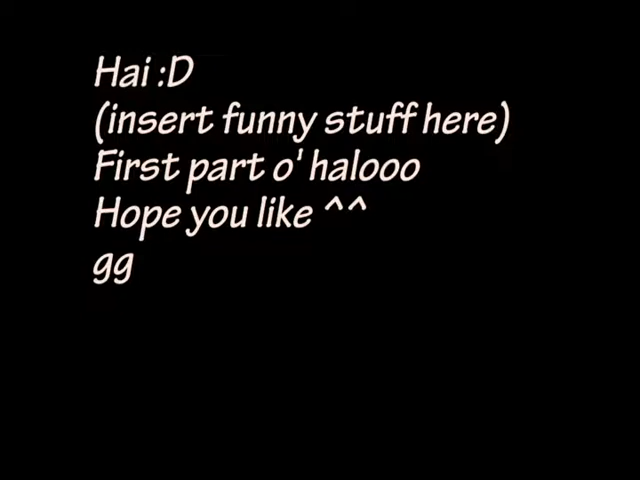 Hai :D
(insert funny stuff here)
First part o' halooo
Hope you like ^^
gg